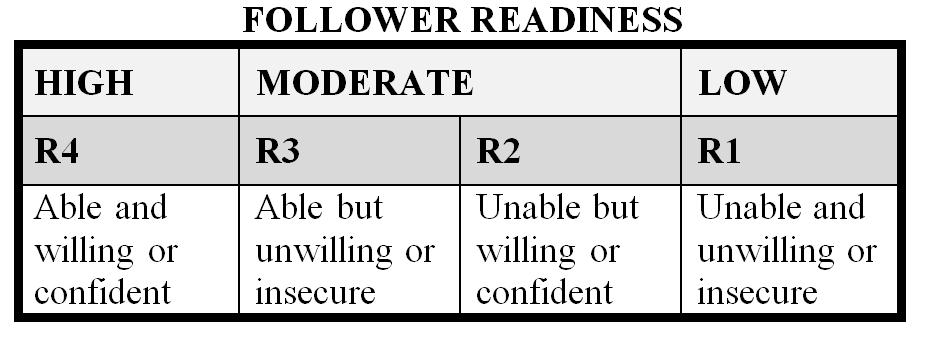 FOLLOWER READINESS
HIGH MODERATE LOW
R4 R3 R2 R1
Able and
willing or
confident
Able but
unwilling or
insecure
Unable but
willing or
confident
Unable and
unwilling or
insecure